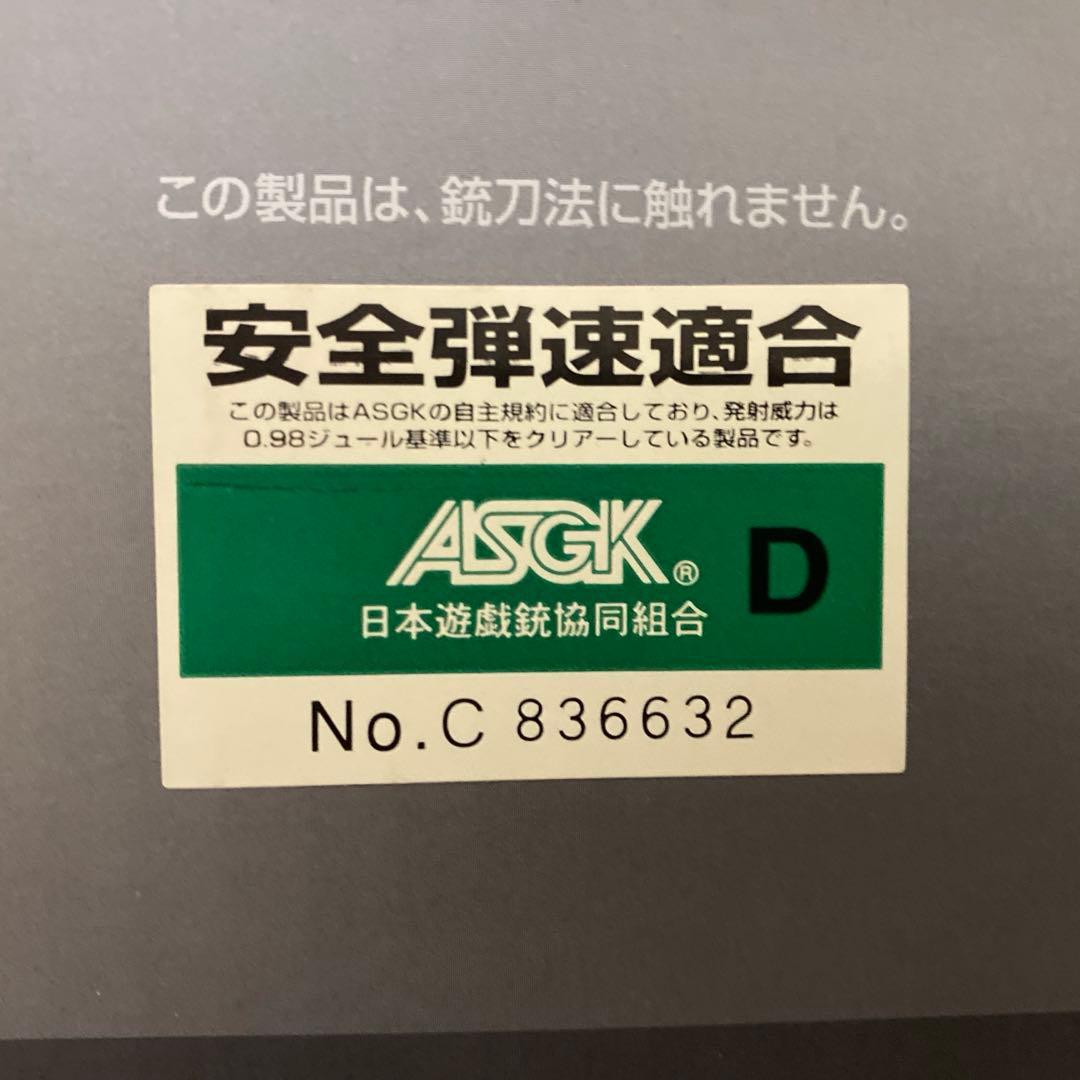 この製品は、銃刀法に触れません。
安全弾速適合
この製品はASGKの自主規約に適合しており、発射威力は
0.98ジュール基準以下をクリアーしている製品です。
ASGK® D
日本遊戯銃協同組合
No.C 836632